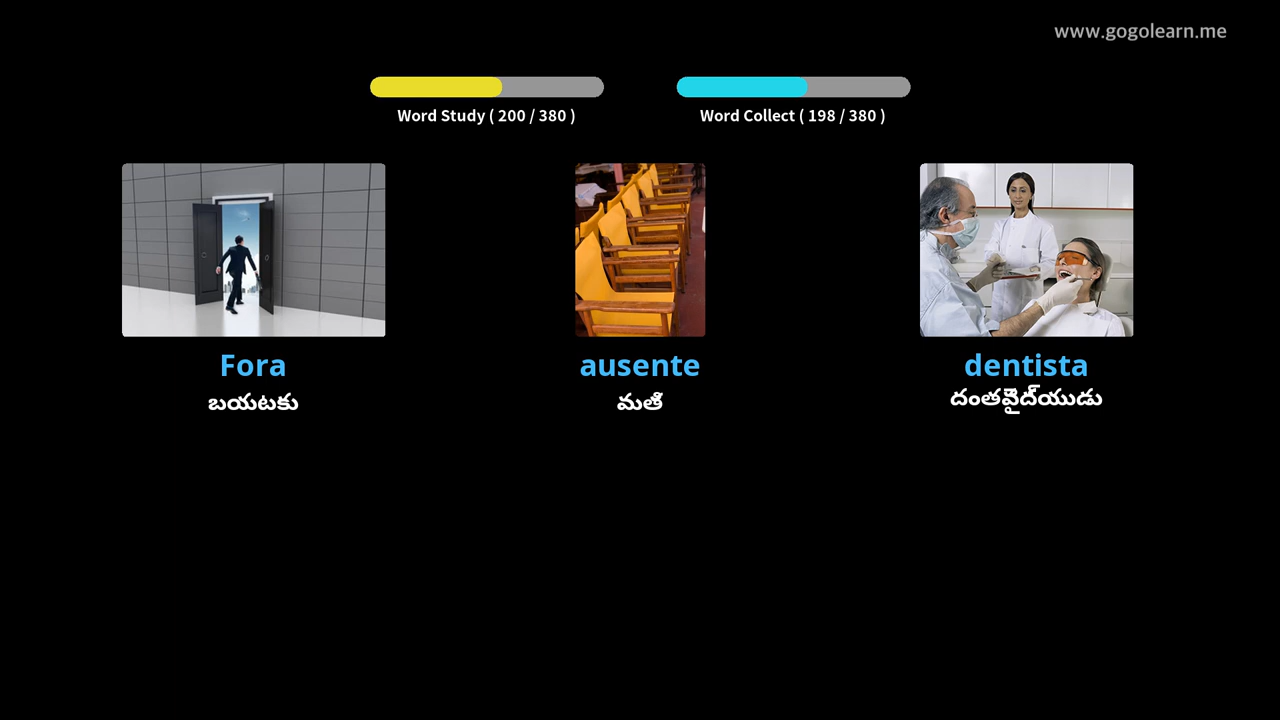 www.gogolearn.me
Word Study ( 200 / 380 )
Word Collect ( 198 / 380 )
Fora
ausente
dentista
బయటకు
మతి
దంతవైద్యుడు